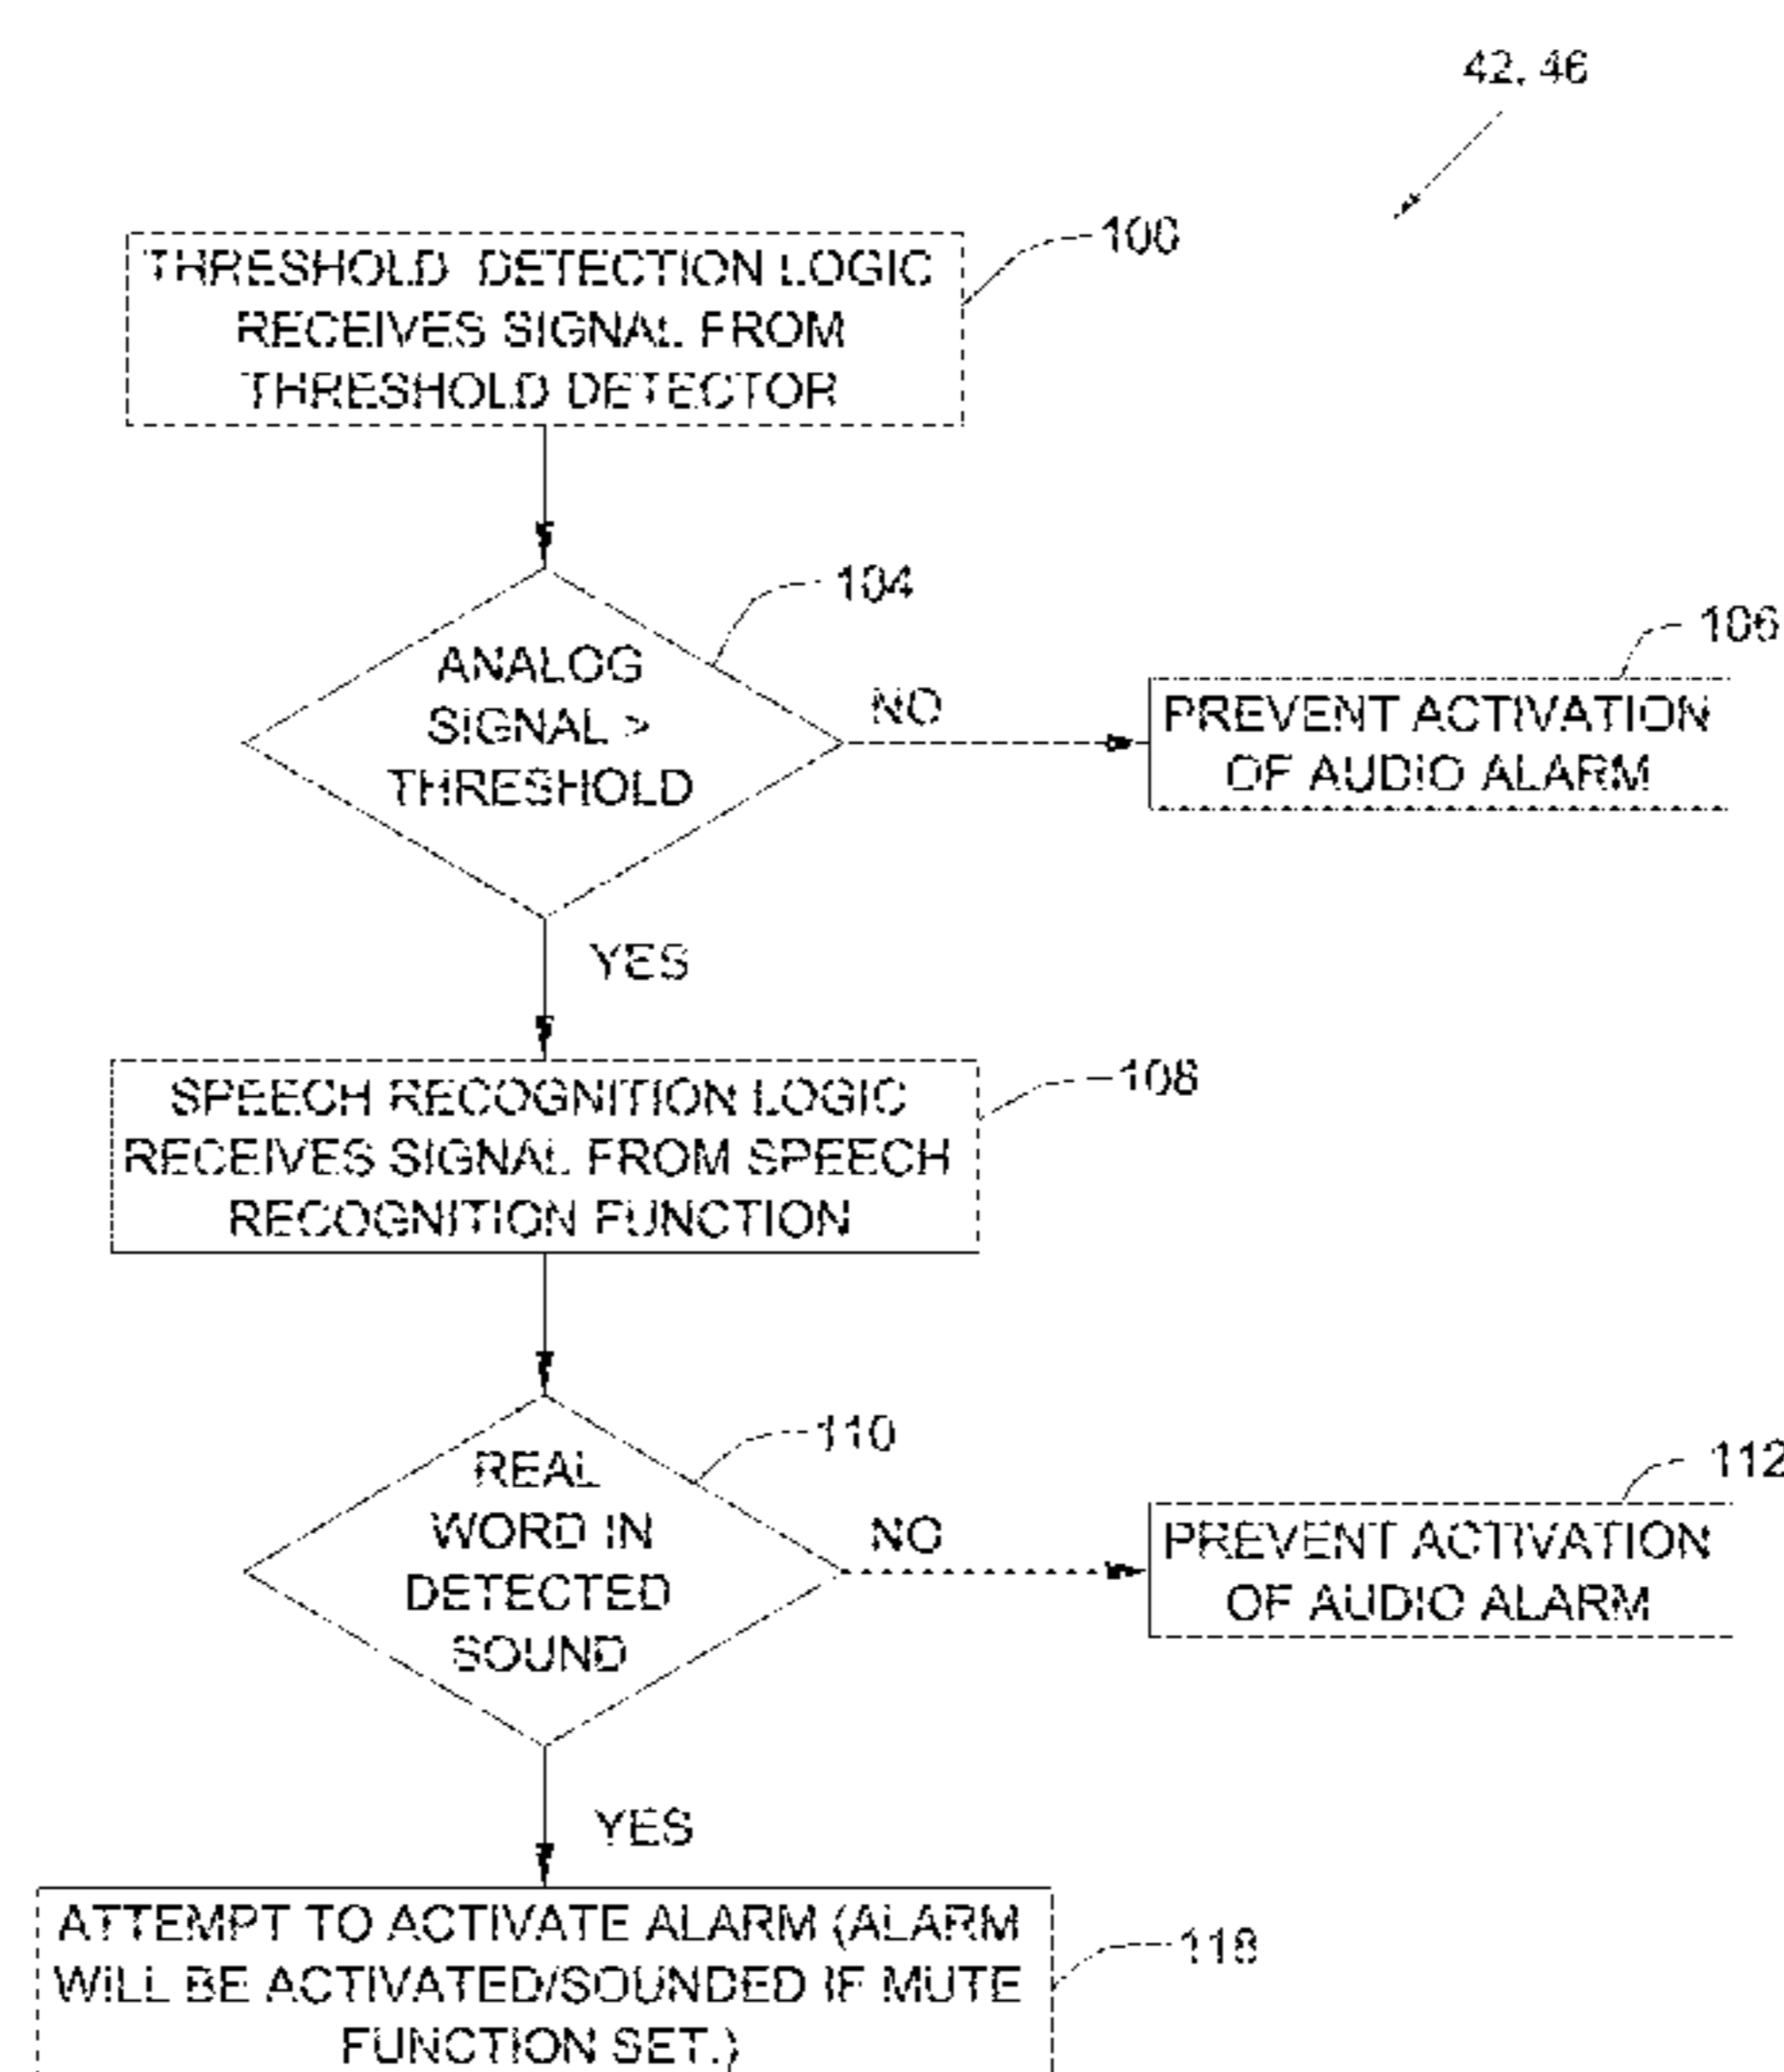 42, 46
100
THRESHOLD DETECTION LOGIC
RECEIVES SIGNAL FROM
THRESHOLD DETECTOR
104
ANALOG
SIGNAL >
THRESHOLD
NO
106
PREVENT ACTIVATION
OF AUDIO ALARM
YES
108
SPEECH RECOGNITION LOGIC
RECEIVES SIGNAL FROM SPEECH
RECOGNITION FUNCTION
110
REAL
WORD IN
DETECTED
SOUND
NO
112
PREVENT ACTIVATION
OF AUDIO ALARM
YES
118
ATTEMPT TO ACTIVATE ALARM (ALARM
WILL BE ACTIVATED/SOUNDED IF MUTE
FUNCTION SET.)